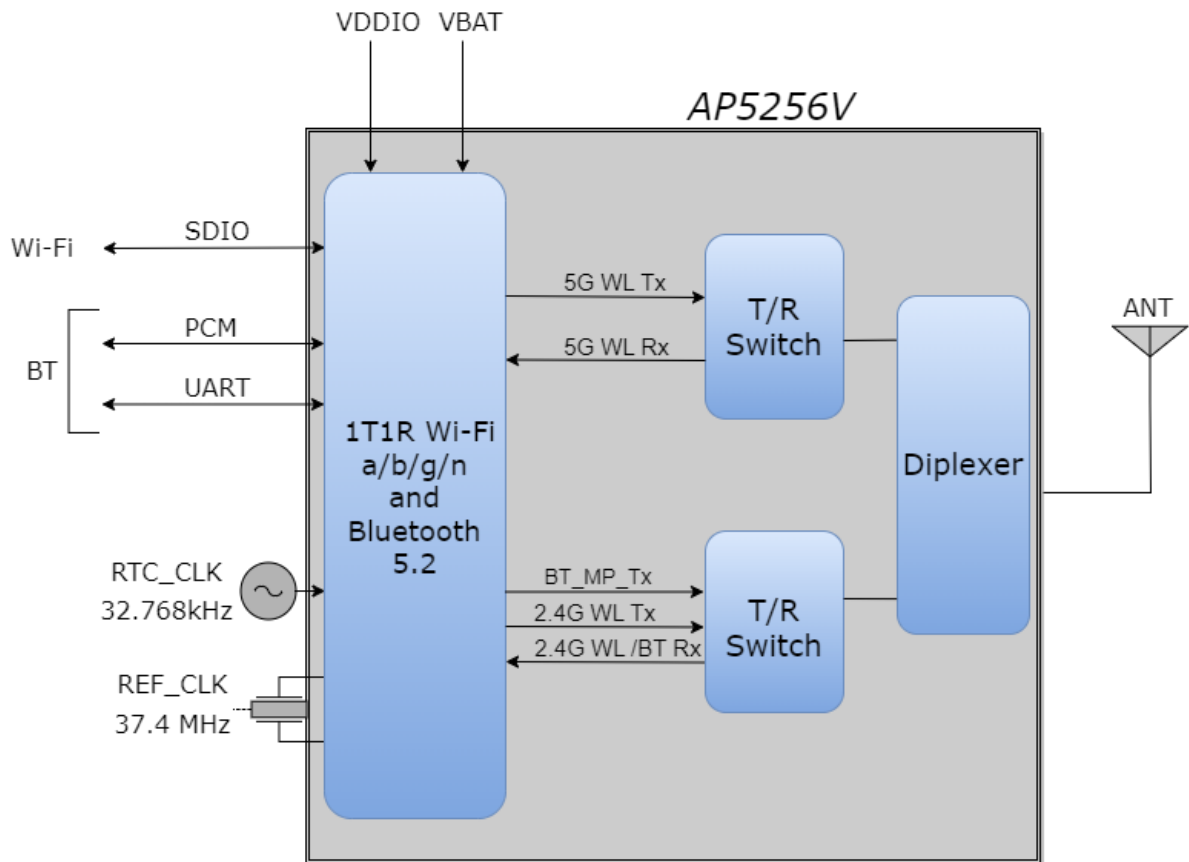 VDDIO
VBAT
AP5256V
Wi-Fi
SDIO
BT
PCM
UART
1T1R Wi-Fi
a/b/g/n
and
Bluetooth
5.2
RTC_CLK
32.768kHz
REF_CLK
37.4 MHz
5G WL Tx
5G WL Rx
T/R
Switch
BT_MP_Tx
2.4G WL Tx
2.4G WL /BT Rx
T/R
Switch
Diplexer
ANT